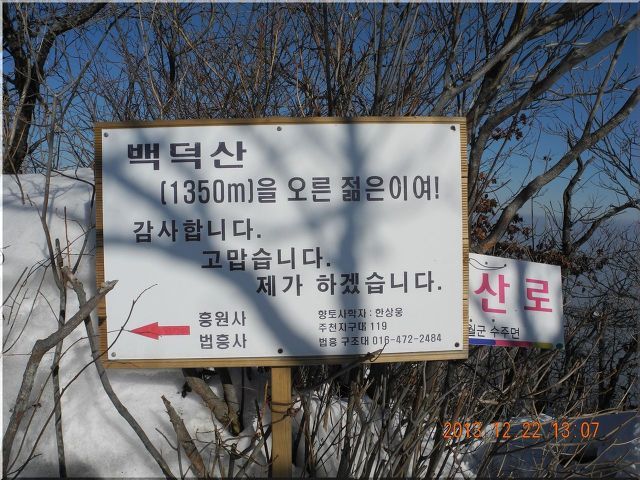 백덕산
(1350m)을 오른 젊은이여!
감사합니다.
고맙습니다.
제가 하겠습니다.
흥원사
법흥사
향토사학자 : 한상웅
주천지구대 119
법흥 구조대 016-472-2484
산로
월군 수주면
2013 12 22 13:07